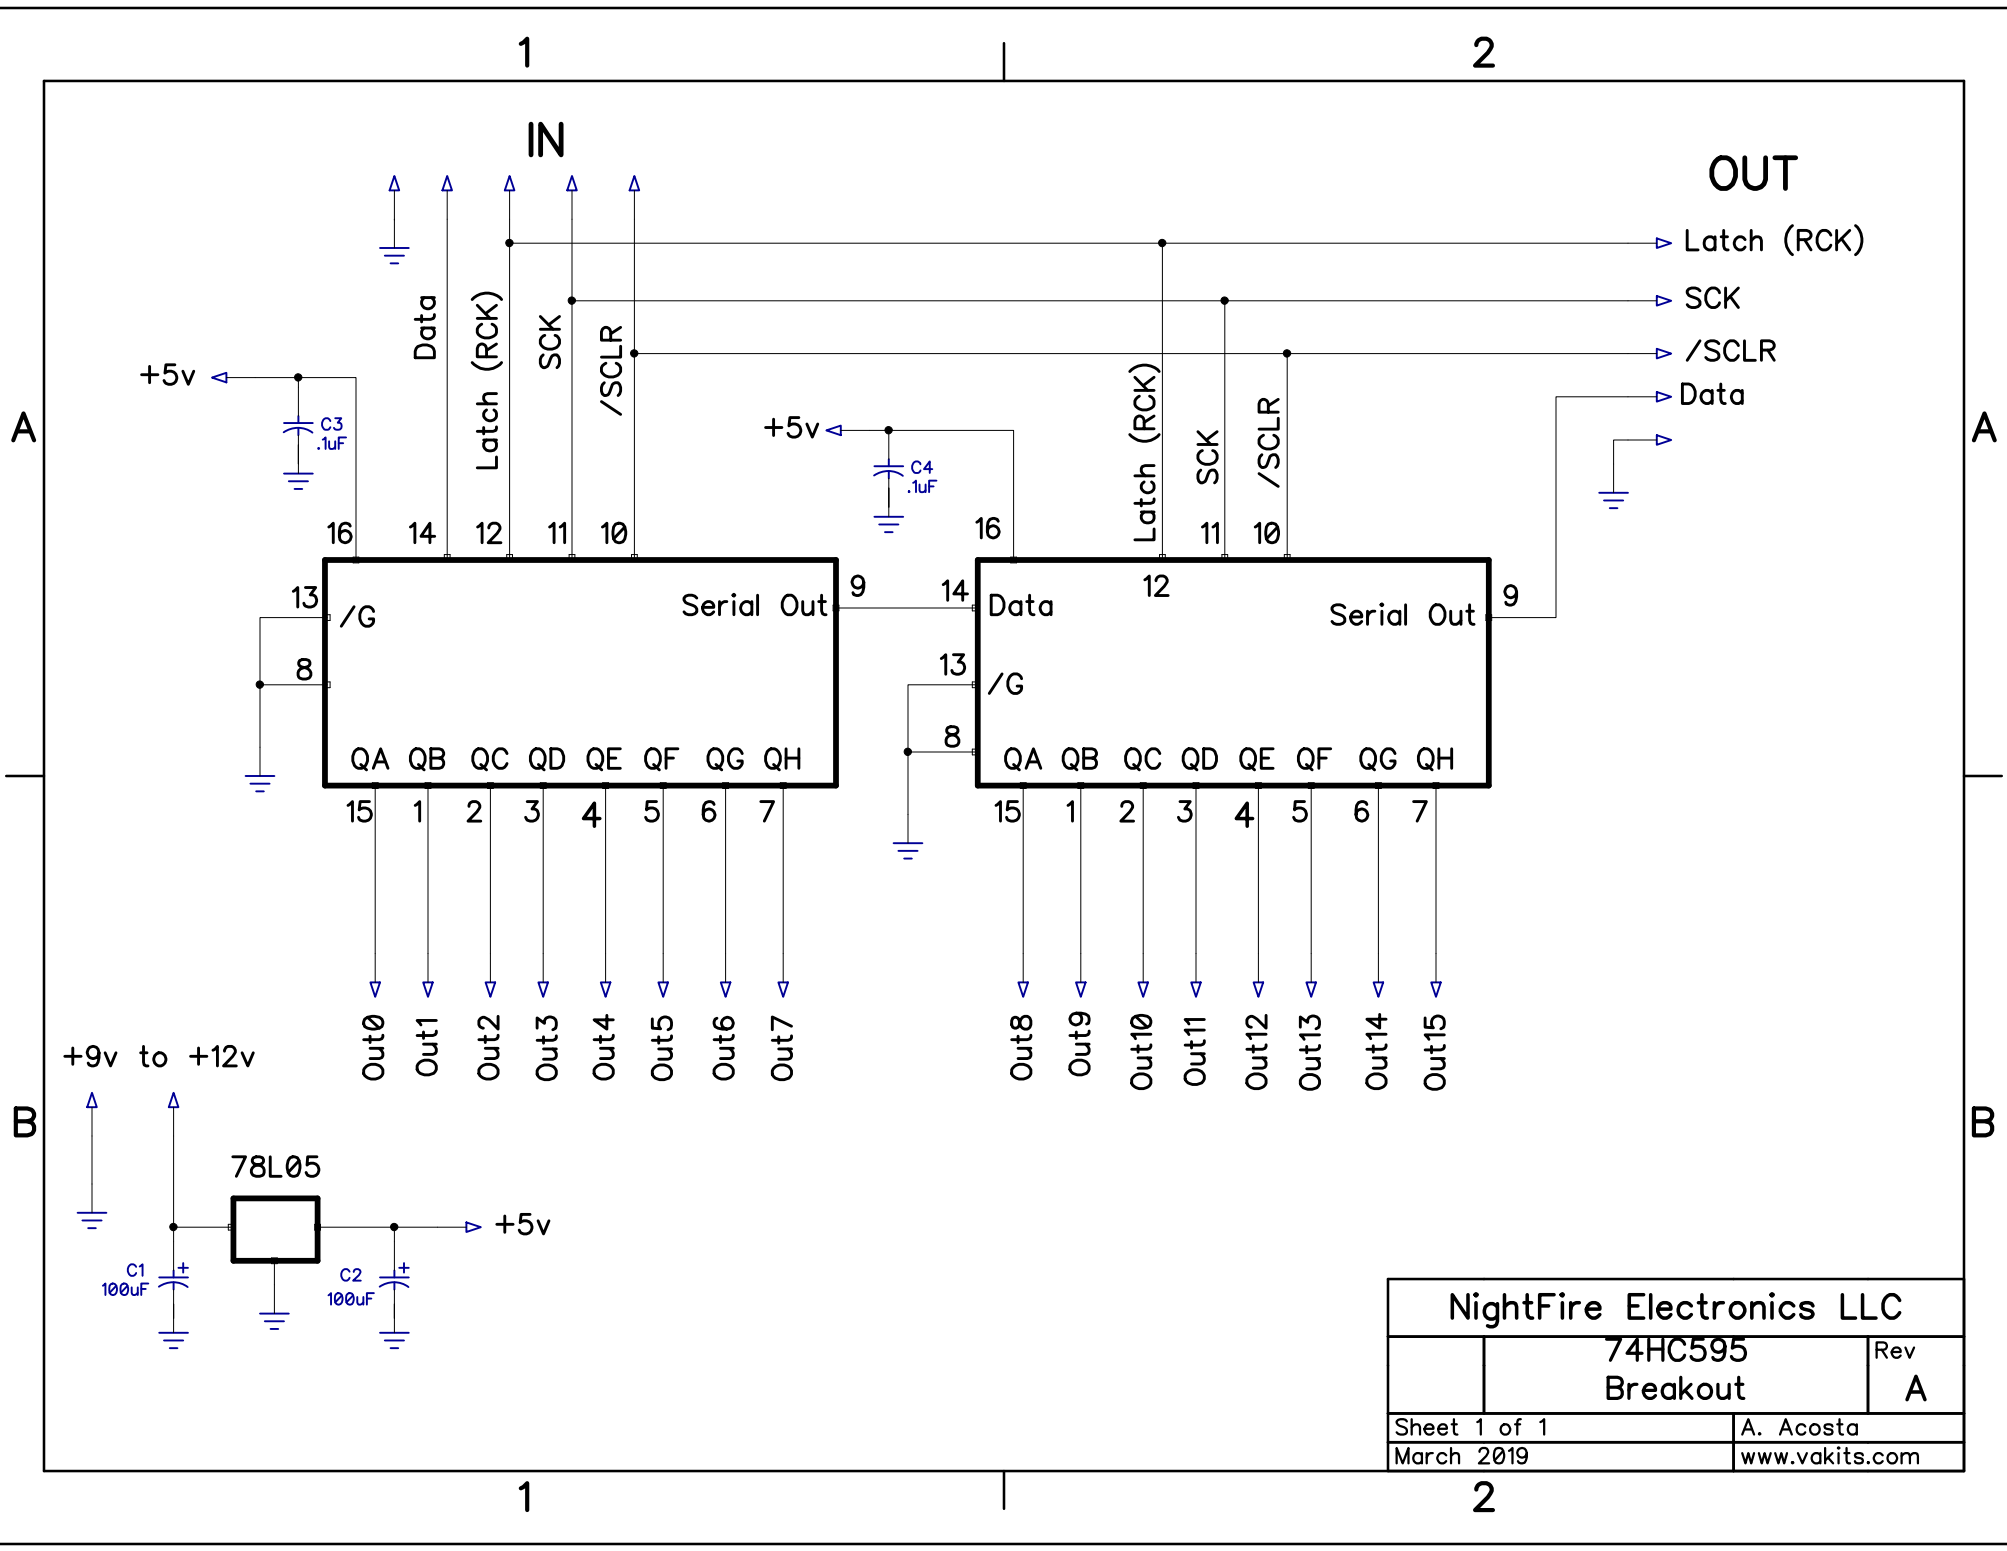 1 2
IN
OUT
Latch (RCK)
SCK
/SCLR
Data
Data
Latch (RCK)
SCK
/SCLR
+5v
C3
.1uF
A
A
+5v
C4
.1uF
Latch (RCK)
SCK
/SCLR
16 14 12 11 10
16 11 10
13 /G
8
Serial Out 9
14 Data
12
13 /G
8
Serial Out 9
QA QB QC QD QE QF QG QH
15 1 2 3 4 5 6 7
QA QB QC QD QE QF QG QH
15 1 2 3 4 5 6 7
Out0 Out1 Out2 Out3 Out4 Out5 Out6 Out7
Out8 Out9 Out10 Out11 Out12 Out13 Out14 Out15
+9v to +12v
B
B
78L05
+5v
C1
100uF
+
C2
100uF
+
NightFire Electronics LLC
74HC595
Breakout
Rev
A
Sheet 1 of 1
A. Acosta
March 2019
www.vakits.com
1 2